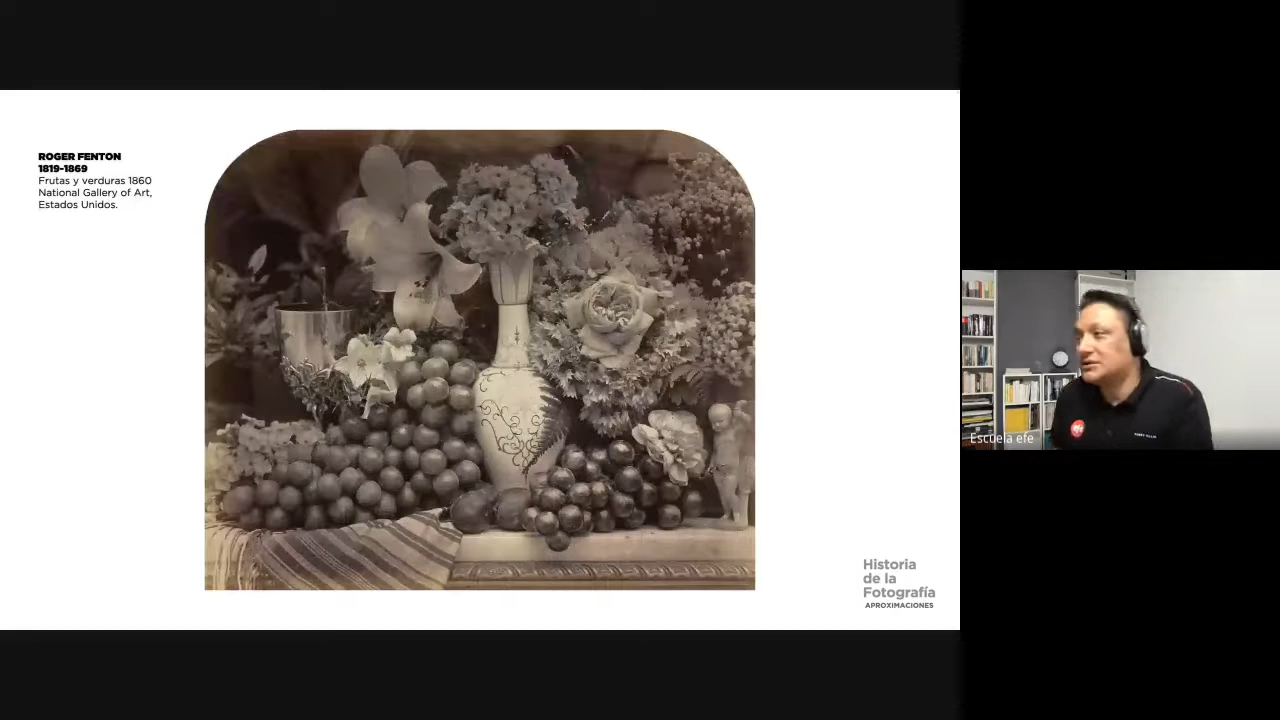 ROGER FENTON
1819-1869
Frutas y verduras 1860
National Gallery of Art,
Estados Unidos.
Historia
de la
Fotografía
APROXIMACIONES
Escuela efe